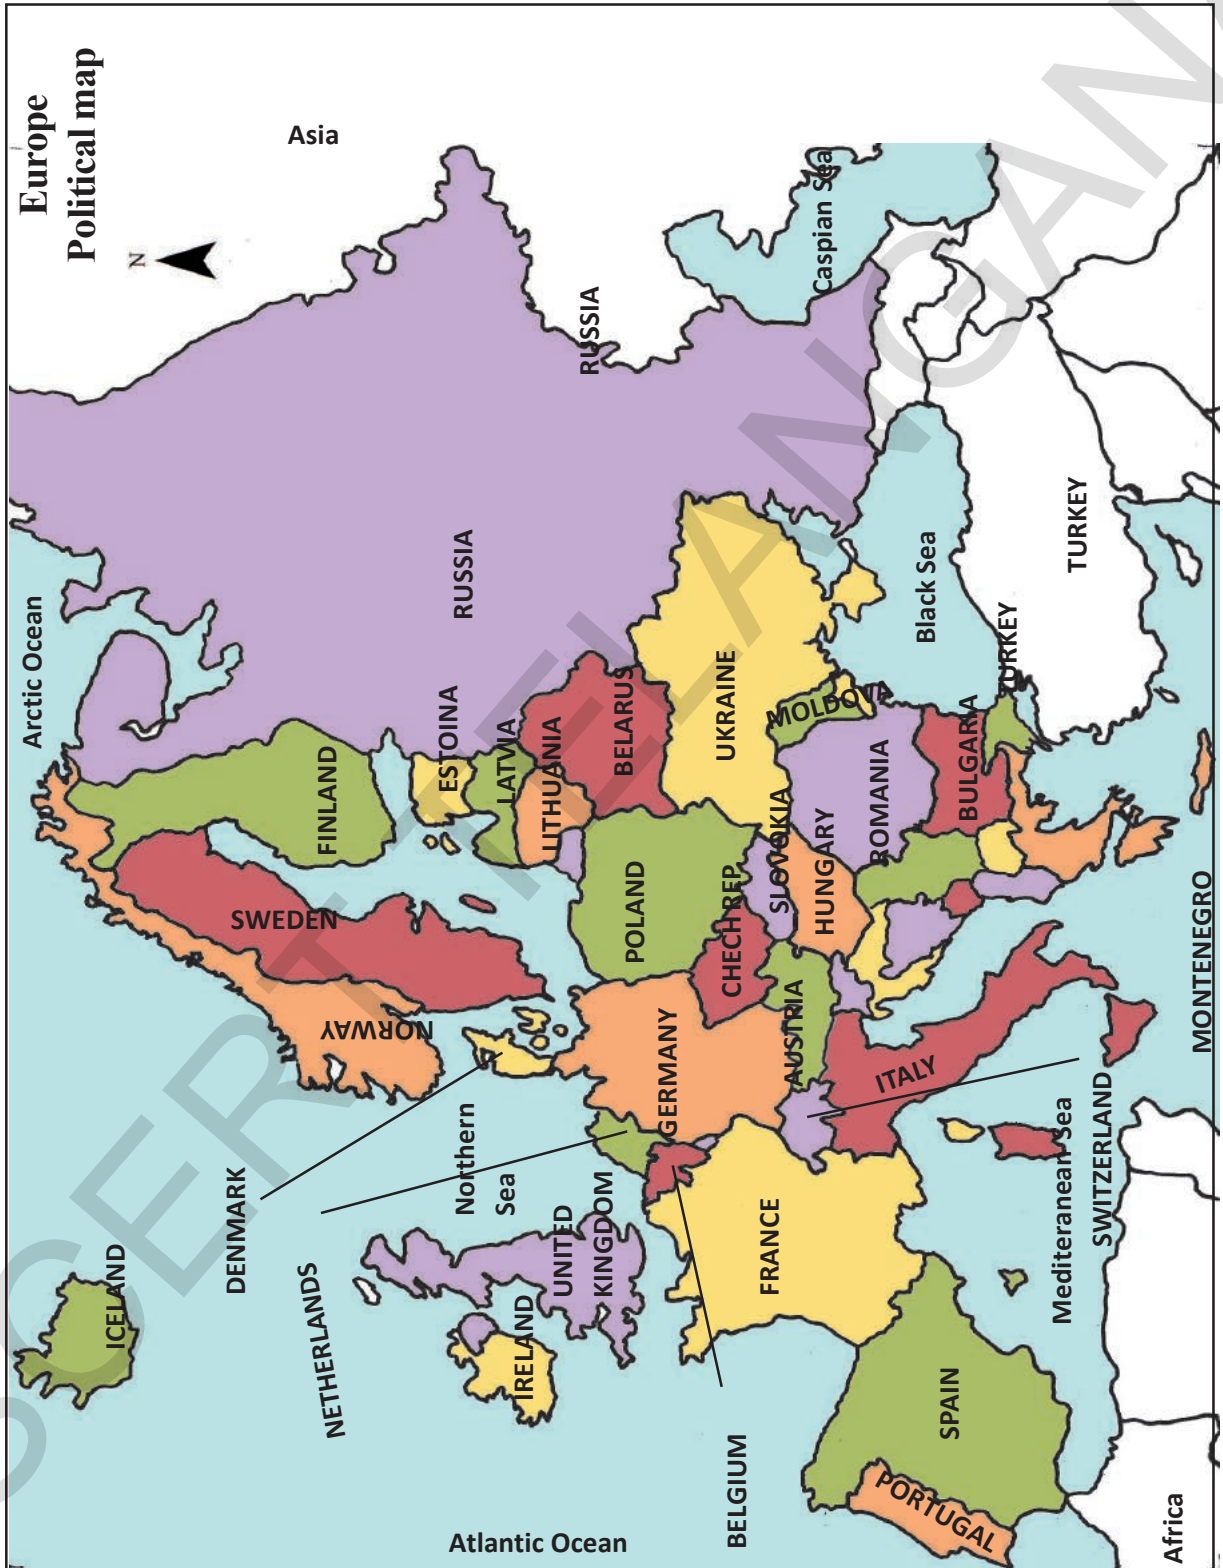 Europe
Political map
N
Asia
Arctic Ocean
RUSSIA
RUSSIA
Caspian Sea
ICELAND
NORWAY
SWEDEN
FINLAND
ESTOINA
LATVIA
LITHUANIA
BELARUS
DENMARK
NETHERLANDS
Northern
Sea
UNITED
KINGDOM
IRELAND
BELGIUM
GERMANY
POLAND
CHECH REP
SLOVOKIA
UKRAINE
MOLDOVA
AUSTRIA
HUNGARY
ROMANIA
BULGARIA
Black Sea
TURKEY
TURKEY
FRANCE
ITALY
SWITZERLAND
MONTENEGRO
Mediteranean Sea
SPAIN
PORTUGAL
Atlantic Ocean
Africa
SCERT TELANGANA